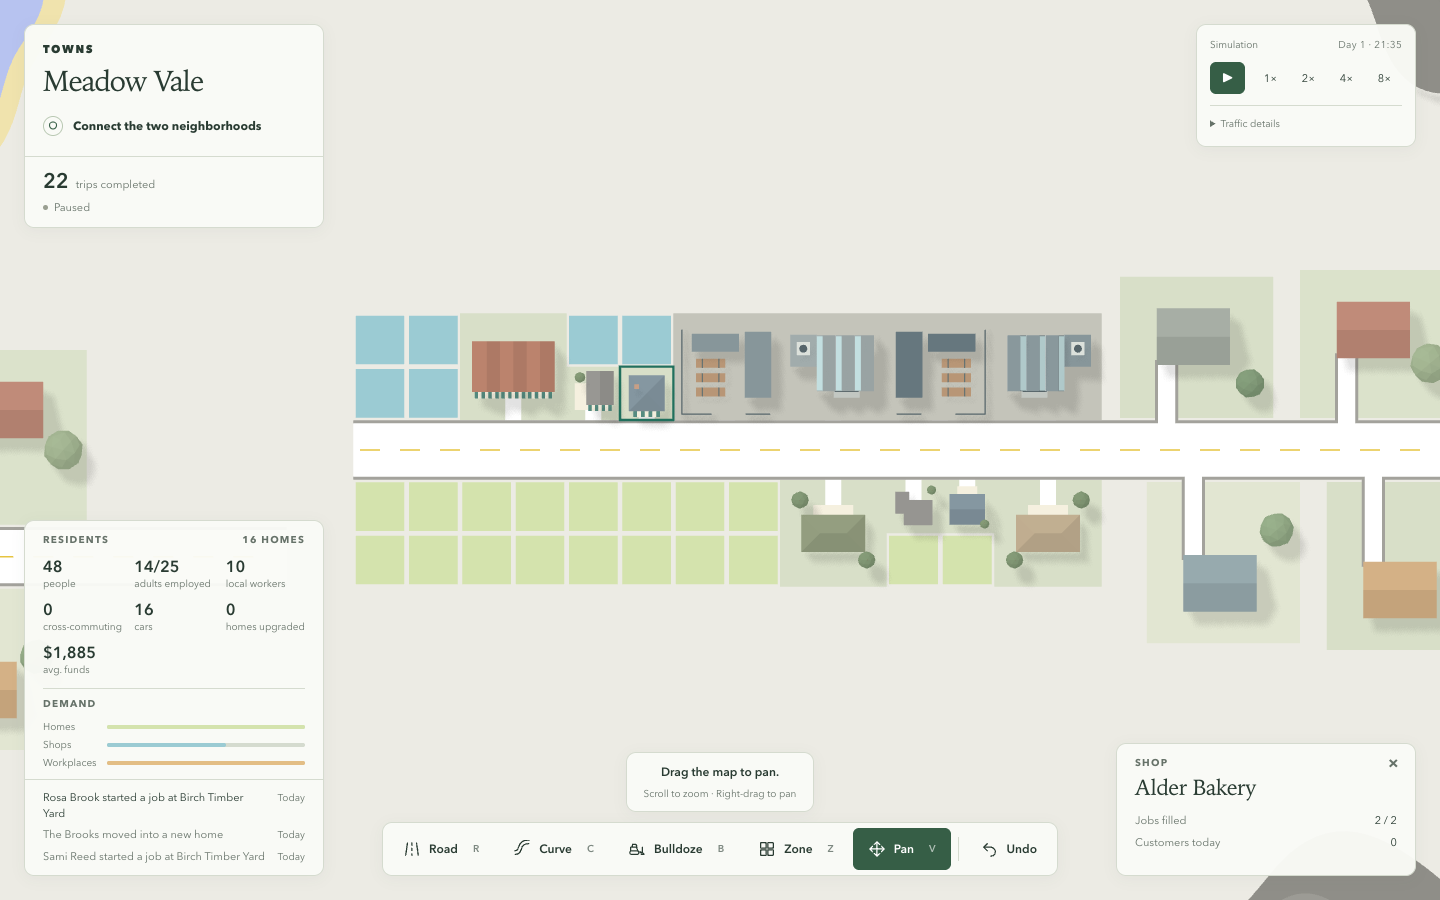 TOWNS
Meadow Vale
Connect the two neighborhoods
22 trips completed
Paused
Simulation Day 1 · 21:35
1× 2× 4× 8×
Traffic details
RESIDENTS 16 HOMES
48 14/25 10
people adults employed local workers
0 16 0
cross-commuting cars homes upgraded
$1,885
avg. funds
DEMAND
Homes
Shops
Workplaces
Rosa Brook started a job at Birch Timber Today
Yard
The Brooks moved into a new home Today
Sami Reed started a job at Birch Timber Yard Today
Drag the map to pan.
Scroll to zoom · Right-drag to pan
Road R Curve C Bulldoze B Zone Z Pan V Undo
SHOP
Alder Bakery
Jobs filled 2 / 2
Customers today 0